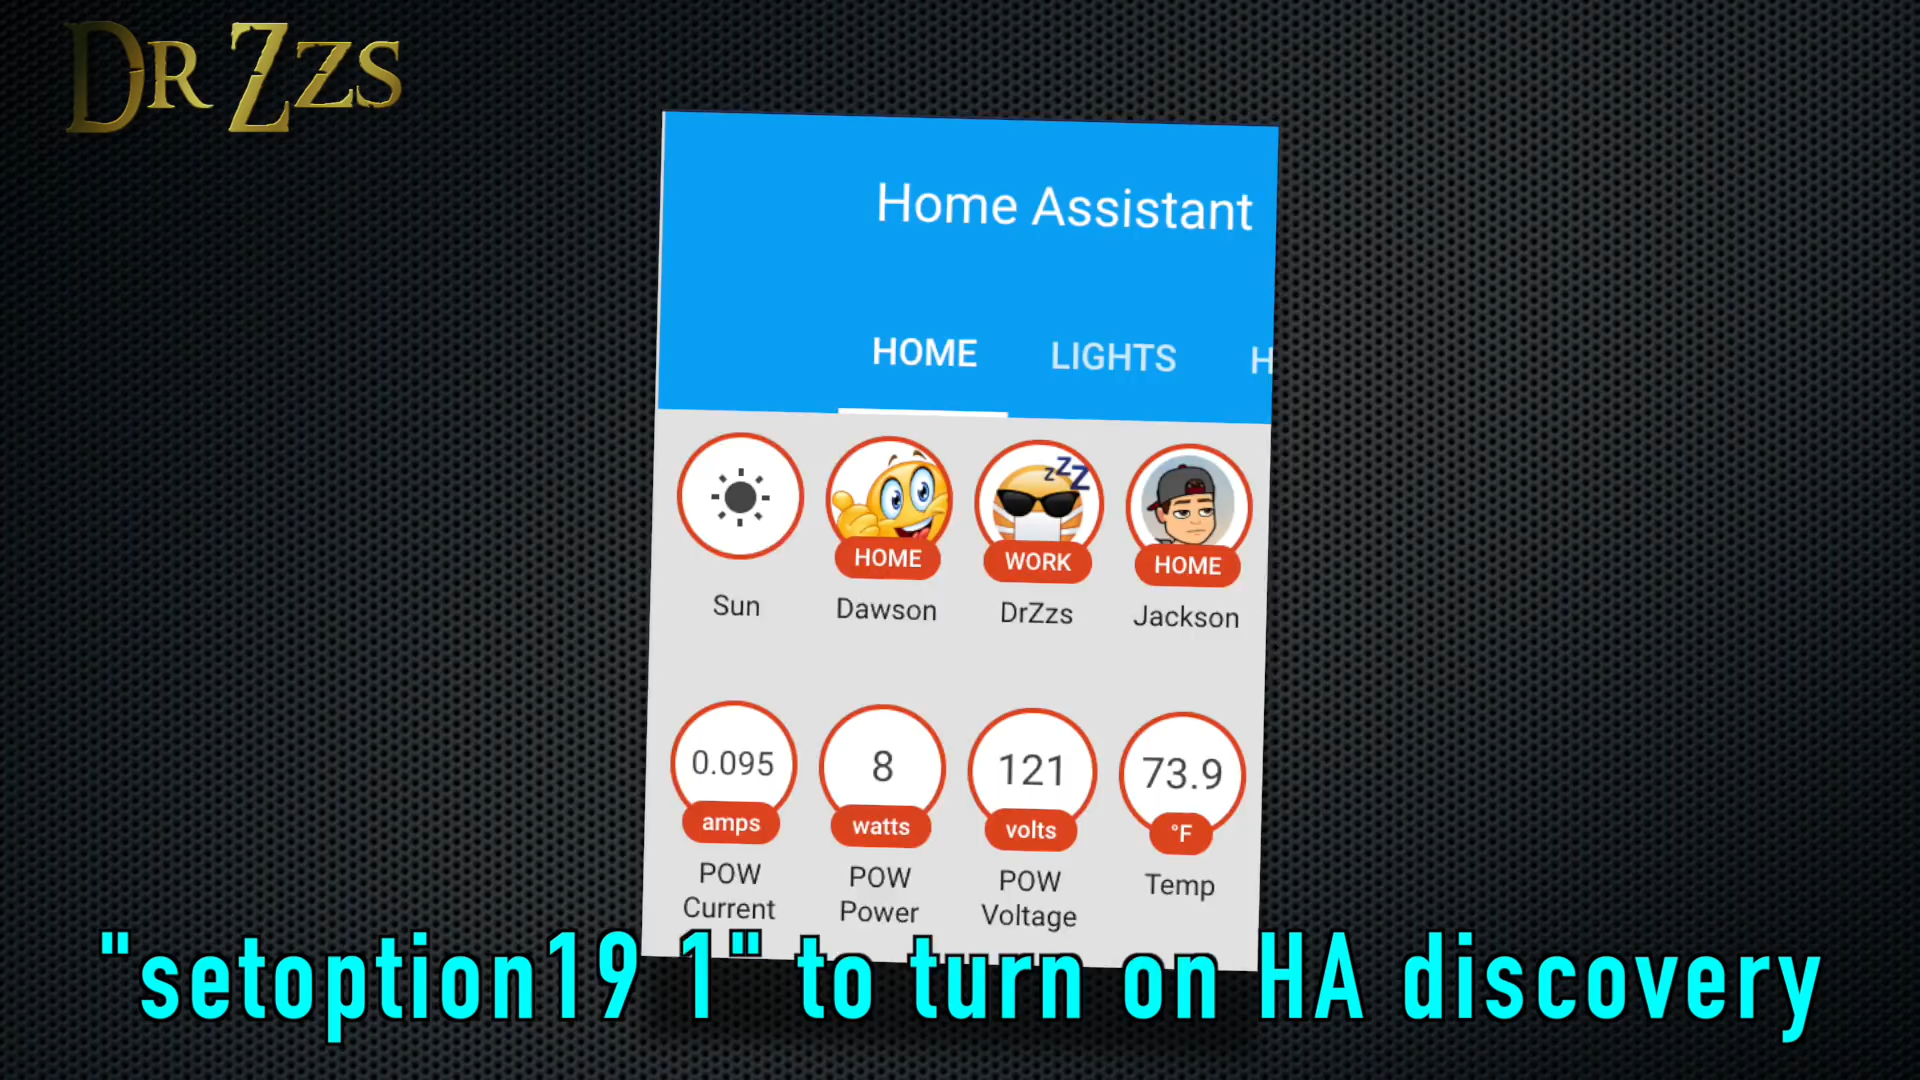 DR ZZS
Home Assistant
HOME LIGHTS H
zZZ
HOME WORK HOME
Sun Dawson DrZzs Jackson
0.095 8 121 73.9
amps watts volts °F
POW POW POW Temp
Current Power Voltage
"setoption19 1" to turn on HA discovery